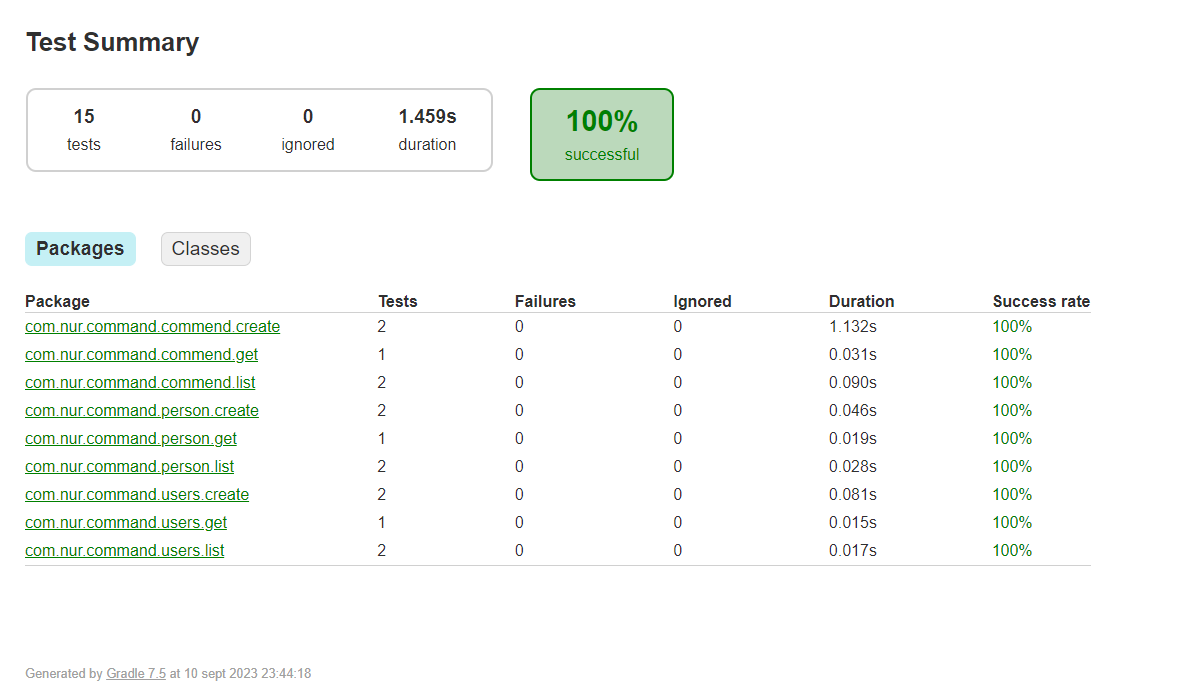 Test Summary
15 0 0 1.459s 100%
tests failures ignored duration successful
Packages Classes
Package Tests Failures Ignored Duration Success rate
com.nur.command.commend.create 2 0 0 1.132s 100%
com.nur.command.commend.get 1 0 0 0.031s 100%
com.nur.command.commend.list 2 0 0 0.090s 100%
com.nur.command.person.create 2 0 0 0.046s 100%
com.nur.command.person.get 1 0 0 0.019s 100%
com.nur.command.person.list 2 0 0 0.028s 100%
com.nur.command.users.create 2 0 0 0.081s 100%
com.nur.command.users.get 1 0 0 0.015s 100%
com.nur.command.users.list 2 0 0 0.017s 100%
Generated by Gradle 7.5 at 10 sept 2023 23:44:18